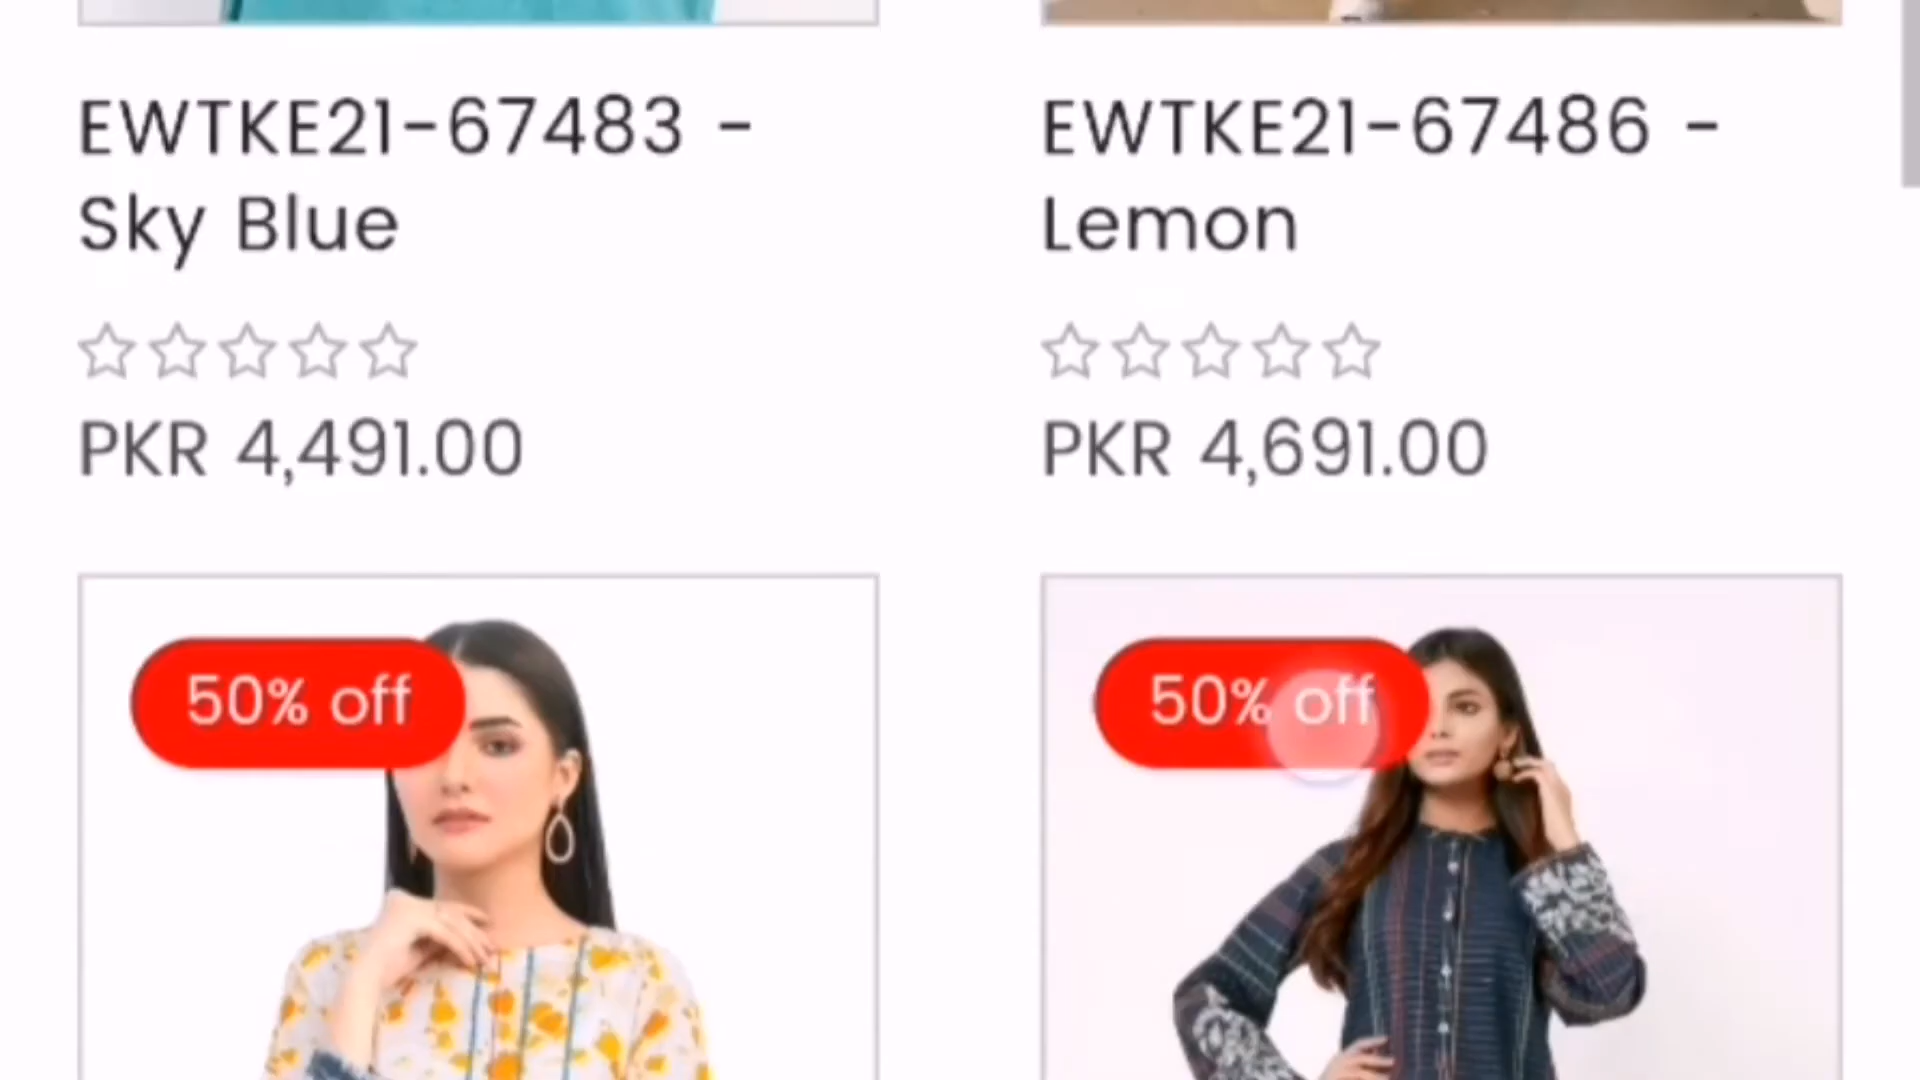 EWTKE21-67483 -
Sky Blue
PKR 4,491.00
EWTKE21-67486 -
Lemon
PKR 4,691.00
50% off
50% off